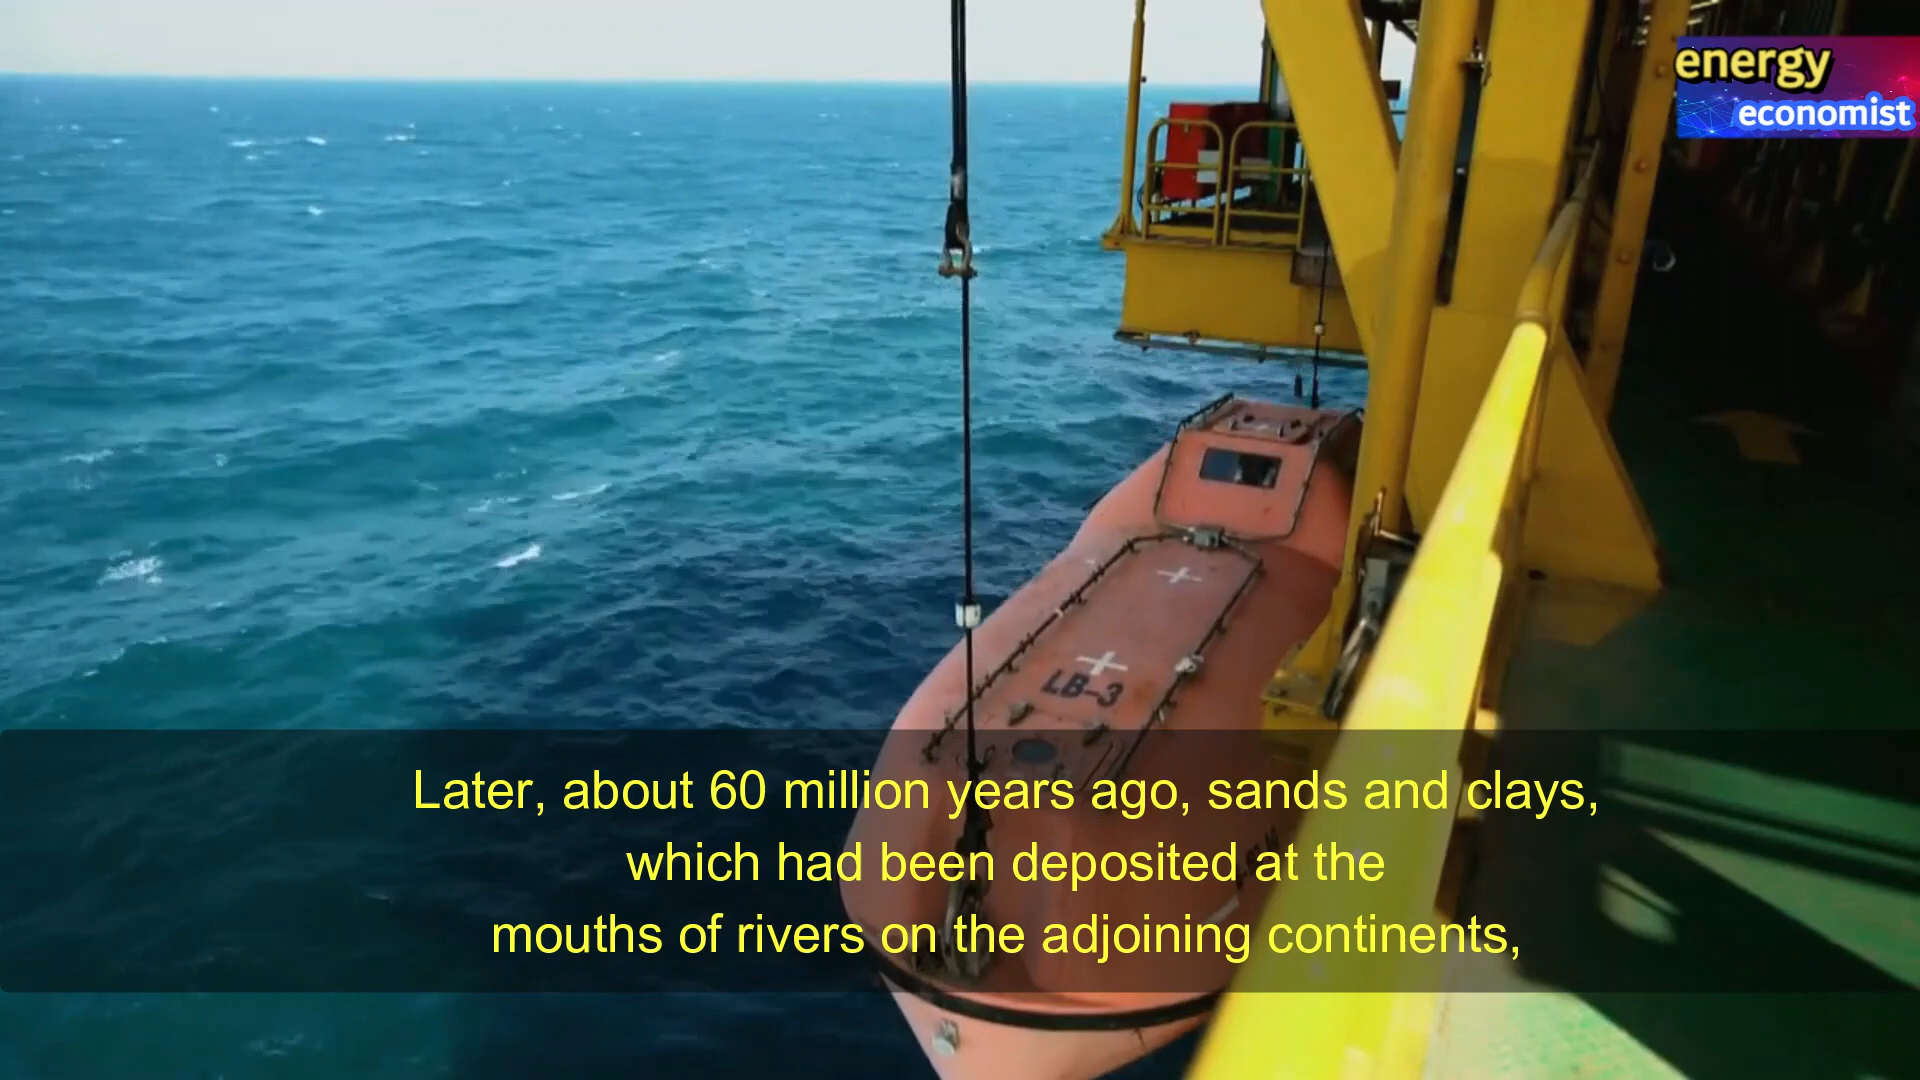 energy
economist
LB-3
Later, about 60 million years ago, sands and clays,
which had been deposited at the
mouths of rivers on the adjoining continents,